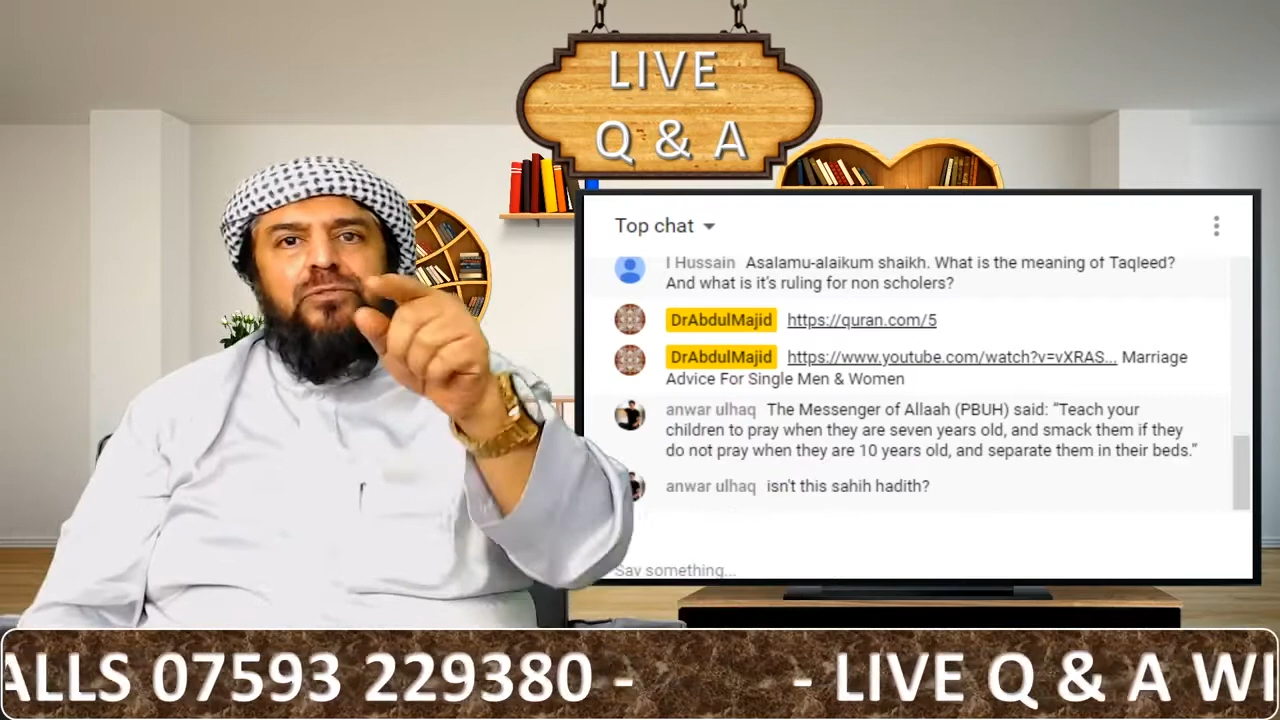 LIVE
Q & A
Top chat
I Hussain Asalamu-alaikum shaikh. What is the meaning of Taqleed?
And what is it's ruling for non scholers?
DrAbdulMajid https://quran.com/5
DrAbdulMajid https://www.youtube.com/watch?v=vXRAS... Marriage
Advice For Single Men & Women
anwar ulhaq The Messenger of Allaah (PBUH) said: “Teach your
children to pray when they are seven years old, and smack them if they
do not pray when they are 10 years old, and separate them in their beds.”
anwar ulhaq isn't this sahih hadith?
Say something...
ALLS 07593 229380 - - LIVE Q & A WI